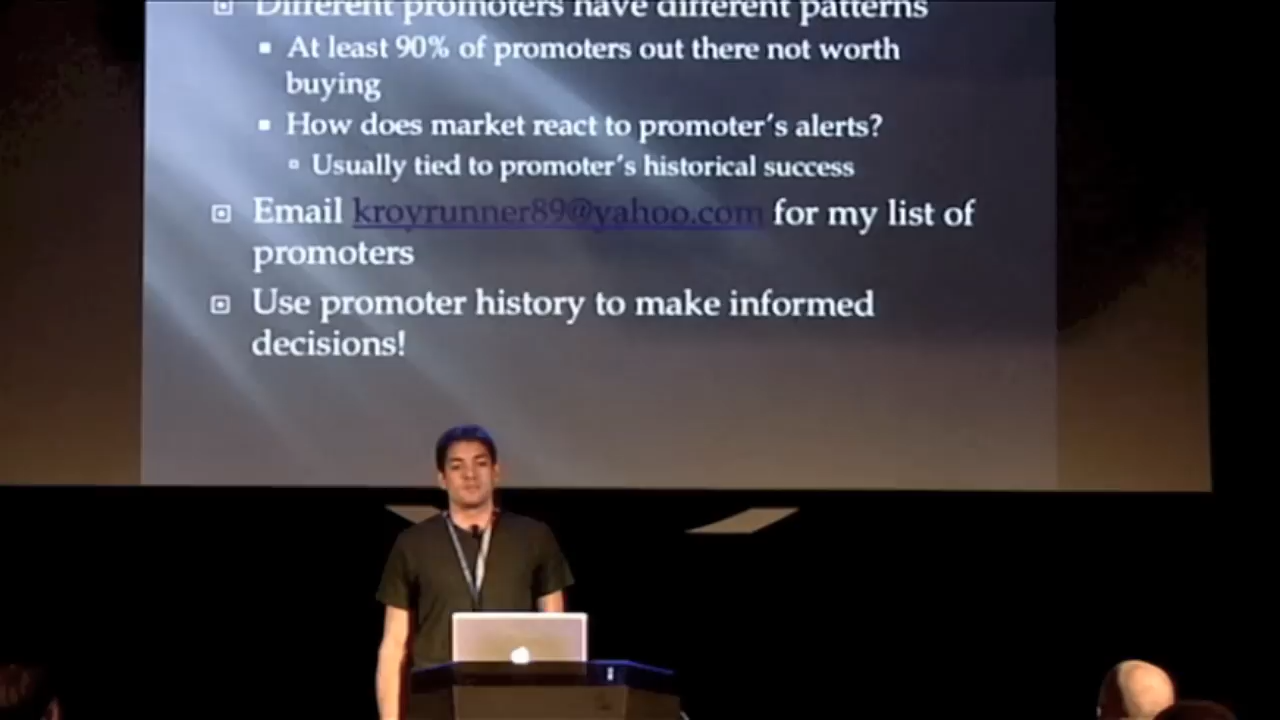 Different promoters have different patterns
At least 90% of promoters out there not worth
buying
How does market react to promoter's alerts?
Usually tied to promoter's historical success
Email kroyrunner89@yahoo.com for my list of
promoters
Use promoter history to make informed
decisions!